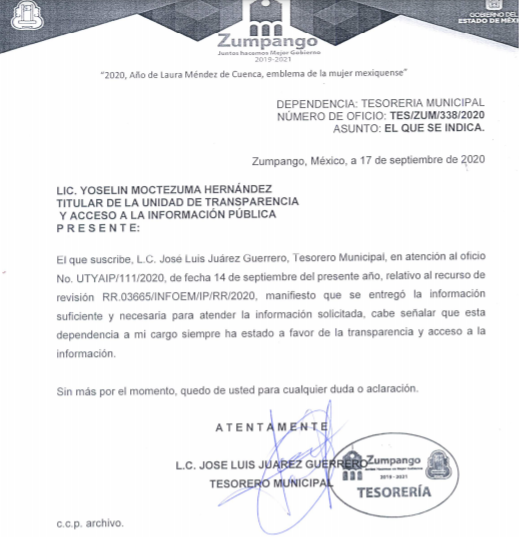 GOBIERNO DEL
ESTADO DE MÉXI
Zumpango
Juntos hacemos Mejor Gobierno
2019-2021
"2020, Año de Laura Méndez de Cuenca, emblema de la mujer mexiquense"
DEPENDENCIA: TESORERIA MUNICIPAL
NÚMERO DE OFICIO: TES/ZUM/338/2020
ASUNTO: EL QUE SE INDICA.
Zumpango, México, a 17 de septiembre de 2020
LIC. YOSELIN MOCTEZUMA HERNÁNDEZ
TITULAR DE LA UNIDAD DE TRANSPARENCIA
Y ACCESO A LA INFORMACIÓN PÚBLICA
P R E S E N T E:
El que suscribe, L.C. José Luis Juárez Guerrero, Tesorero Municipal, en atención al oficio
No. UTYAIP/111/2020, de fecha 14 de septiembre del presente año, relativo al recurso de
revisión RR.03665/INFOEM/IP/RR/2020, manifiesto que se entregó la información
suficiente y necesaria para atender la información solicitada, cabe señalar que esta
dependencia a mi cargo siempre ha estado a favor de la transparencia y acceso a la
información.
Sin más por el momento, quedo de usted para cualquier duda o aclaración.
A T E N T A M E N T E
L.C. JOSE LUIS JUÁREZ GUERRERO
TESORERO MUNICIPAL
Zumpango
2019 - 2021
TESORERÍA
c.c.p. archivo.